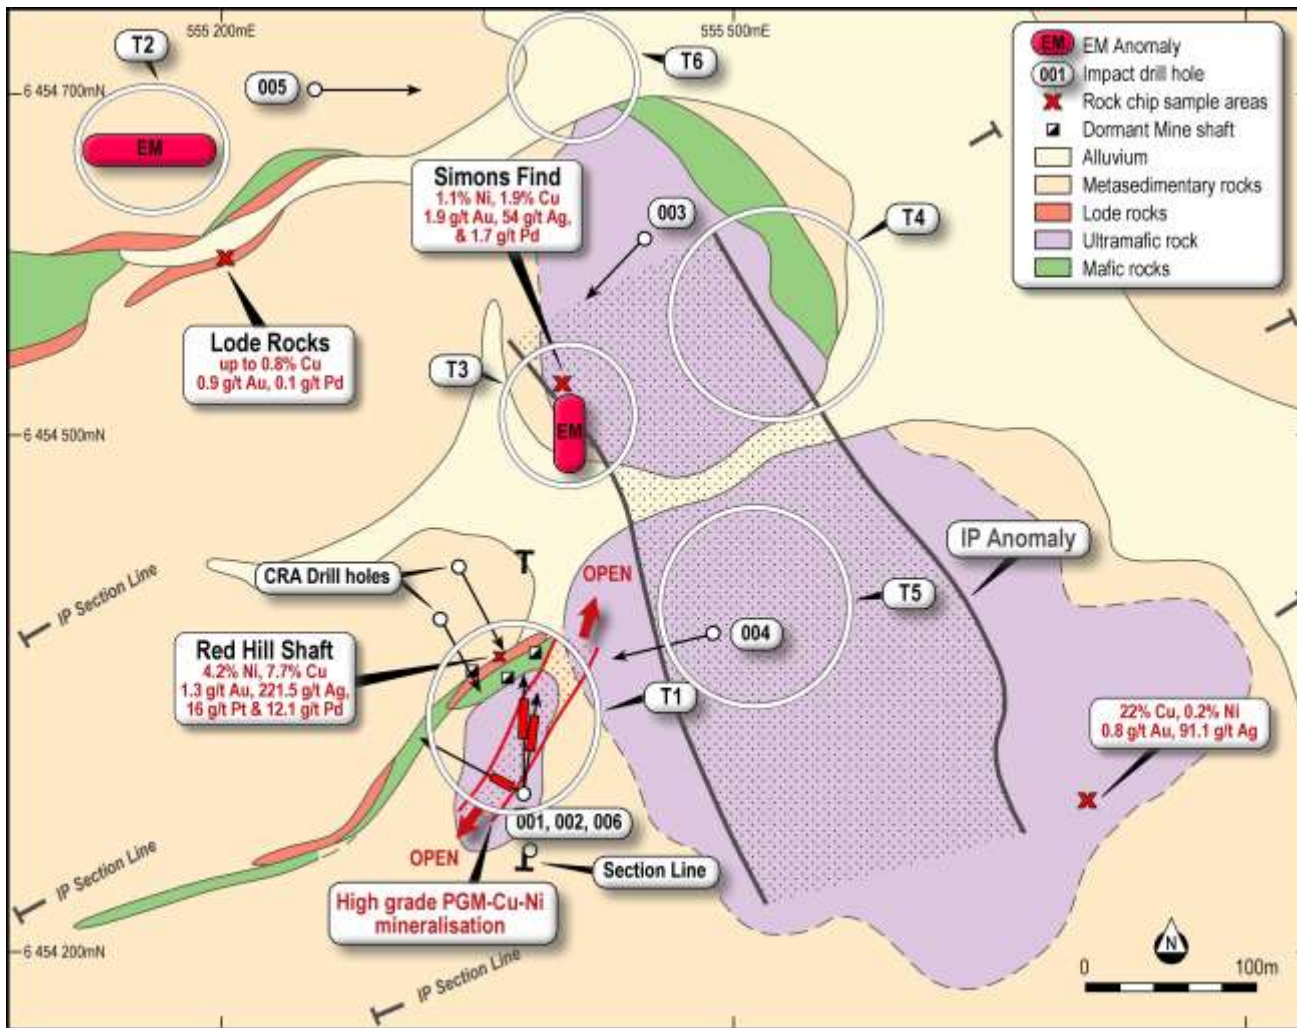 555 200mE
555 500mE
T2
005
T6
6 454 700mN
EM
Simons Find
1.1% Ni, 1.9% Cu
1.9 g/t Au, 54 g/t Ag,
& 1.7 g/t Pd
003
T4
EM EM Anomaly
001 Impact drill hole
Rock chip sample areas
Dormant Mine shaft
Alluvium
Metasedimentary rocks
Lode rocks
Ultramafic rock
Mafic rocks
Lode Rocks
up to 0.8% Cu
0.9 g/t Au, 0.1 g/t Pd
T3
EM
6 454 500mN
IP Anomaly
IP Section Line
CRA Drill holes
OPEN
T5
004
Red Hill Shaft
4.2% Ni, 7.7% Cu
1.3 g/t Au, 221.5 g/t Ag,
16 g/t Pt & 12.1 g/t Pd
T1
22% Cu, 0.2% Ni
0.8 g/t Au, 91.1 g/t Ag
001, 002, 006
OPEN
Section Line
IP Section Line
High grade PGM-Cu-Ni
mineralisation
6 454 200mN
IP Section Line
N
0 100m